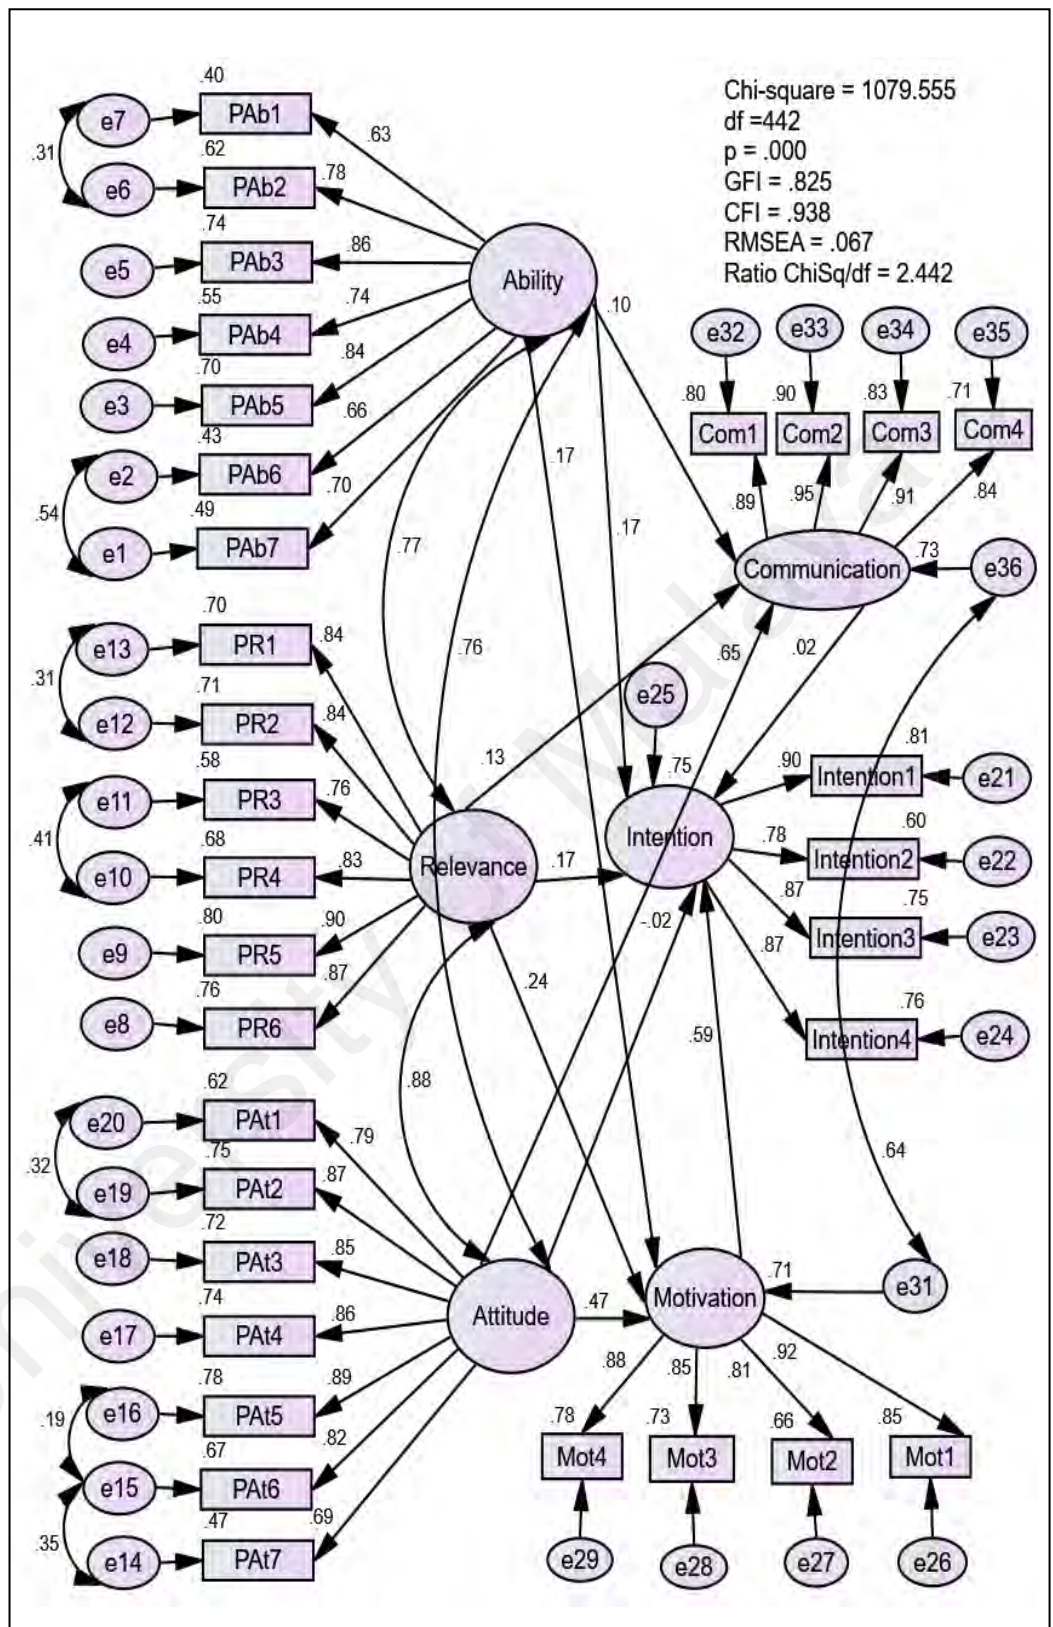 Chi-square = 1079.555
df =442
p = .000
GFI = .825
CFI = .938
RMSEA = .067
Ratio ChiSq/df = 2.442
.40
e7
PAb1
.63
.31
.62
e6
PAb2
.78
.74
e5
PAb3
.86
.55
e4
PAb4
.74
.70
e3
PAb5
.84
.43
e2
PAb6
.66
.54
.49
e1
PAb7
.70
Ability
.10
.17
.17
.77
.76
e32
e33
e34
e35
.80
.90
.83
.71
Com1
Com2
Com3
Com4
.89
.95
.91
.84
Communication
.73
e36
.65
.02
.70
e13
PR1
.84
.31
.71
e12
PR2
.84
.58
e11
PR3
.76
.41
.68
e10
PR4
.83
.80
e9
PR5
.90
.76
e8
PR6
.87
Relevance
.13
.17
.24
.88
e25
.75
Intention
-.02
.59
.90
.81
Intention1
e21
.78
.60
Intention2
e22
.87
.75
Intention3
e23
.87
.76
Intention4
e24
.64
.62
e20
PAt1
.79
.32
.75
e19
PAt2
.87
.72
e18
PAt3
.85
.74
e17
PAt4
.86
.78
e16
PAt5
.89
.19
.67
e15
PAt6
.82
.35
.47
e14
PAt7
.69
Attitude
.47
Motivation
.71
e31
.88
.85
.81
.92
.78
.73
.66
.85
Mot4
Mot3
Mot2
Mot1
e29
e28
e27
e26
University of Malaya